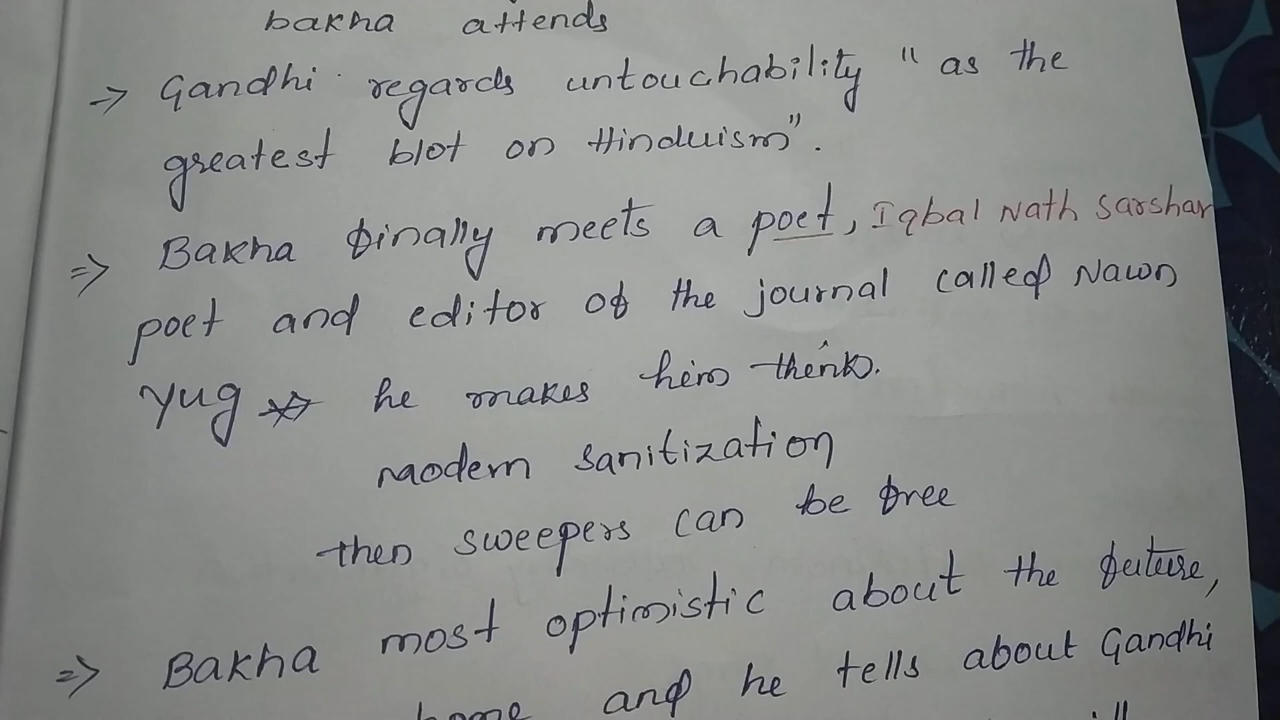 bakha attends
→ Gandhi regards untouchability "as the
greatest blot on Hinduism".
⇒ Bakha finally meets a poet, Iqbal Nath Sarshar
poet and editor of the journal called Nawn
Yug he makes him think.
Modern sanitization
then sweepers can be free
⇒ Bakha most optimistic about the future,
home and he tells about Gandhi